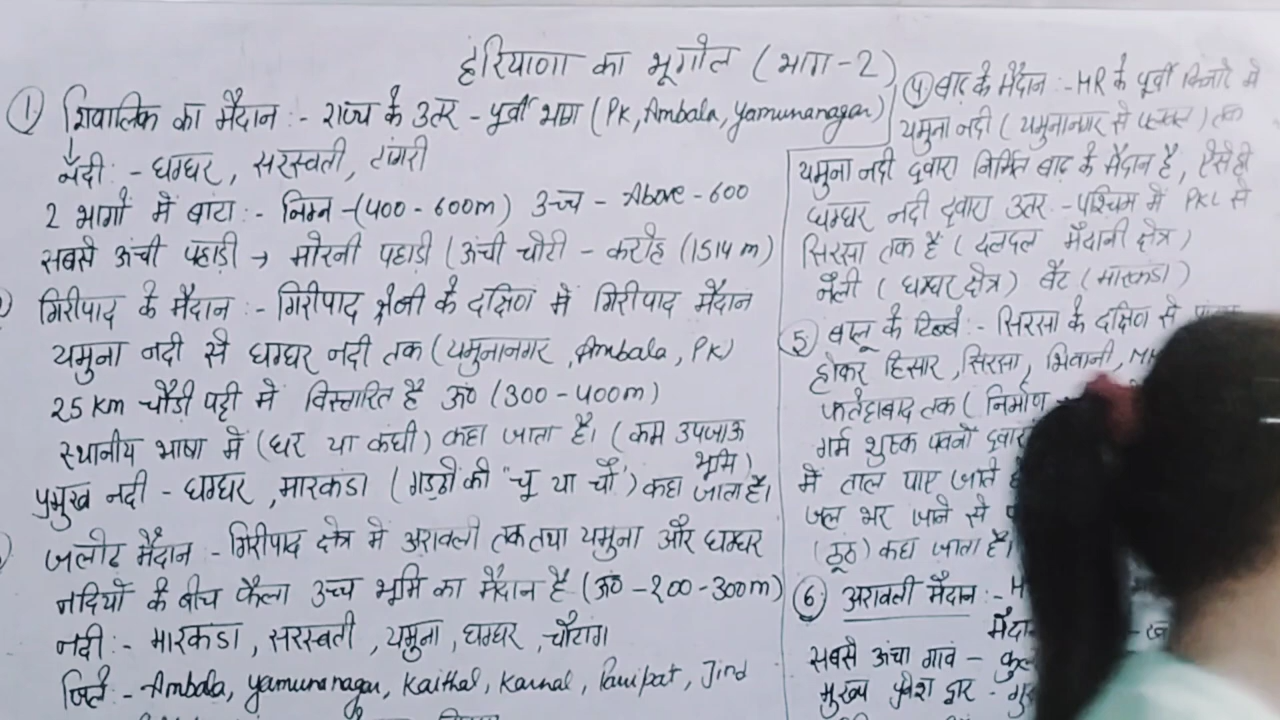 हरियाणा का भूगोल (भाग-2)
① शिवालिक का मैदान :- राज्य के उत्तर - पूर्वी भाग (PK, Ambala, Yamunanagar)
नदी :- घग्घर, सरस्वती, टांगरी
2 भागों में बांटा :- निम्न -(400 - 600m) उच्च - Above - 600
सबसे ऊंची पहाड़ी → मोरनी पहाड़ी (ऊंची चोटी - करोह (1514 m)
गिरीपाद के मैदान :- गिरीपाद श्रेणी के दक्षिण में गिरीपाद मैदान
यमुना नदी से घग्घर नदी तक (यमुनानगर, Ambala, PK)
25 Km चौड़ी पट्टी में विस्तारित है ऊं० (300 - 400m)
स्थानीय भाषा में (घर या कंधी) कहा जाता है। (कम उपजाऊ भूमि)
प्रमुख नदी - घग्घर, मारकंडा (गड्ढों को "चू या चौ") कहा जाता है।
जलोढ मैदान :- गिरीपाद क्षेत्र में अरावली तक तथा यमुना और घग्घर
नदियों के बीच फैला उच्च भूमि का मैदान है (ऊं० - 200 - 300m)
नदी :- मारकंडा, सरस्वती, यमुना, घग्घर, चौटांग
जिले :- Ambala, Yamunanagar, Kaithal, Karnal, Panipat, Jind
④ बाढ़ के मैदान :- HR के पूर्वी किनारे में
यमुना नदी (यमुनानगर से पलवल) तक
यमुना नदी द्वारा निर्मित बाढ़ के मैदान है, ऐसे ही
घग्घर नदी द्वारा उत्तर - पश्चिम में PKL से
सिरसा तक है (दलदल मैदानी क्षेत्र)
नैली (घग्घर क्षेत्र) बेट (मारकंडा)
⑤ बालू के टिब्बे :- सिरसा के दक्षिण से
होकर हिसार, सिरसा, भिवानी,
फतेहाबाद तक (निर्माण
गर्म शुष्क पवनों द्वारा
में ताल पाए जाते
जल भर जाने से
(ठूठ) कहा जाता है।
⑥ अरावली मैदान :-
सबसे ऊंचा गांव -
मुख्य प्रवेश द्वार -